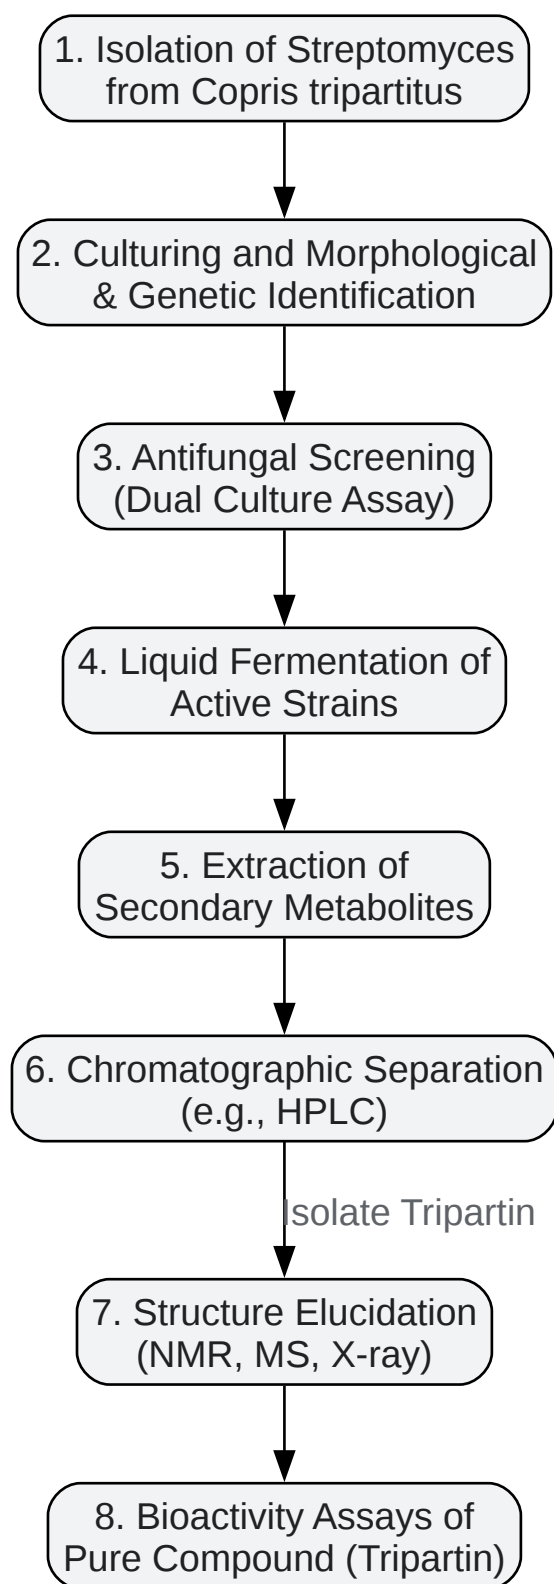 1. Isolation of Streptomyces
from Copris tripartitus
2. Culturing and Morphological
& Genetic Identification
3. Antifungal Screening
(Dual Culture Assay)
4. Liquid Fermentation of
Active Strains
5. Extraction of
Secondary Metabolites
6. Chromatographic Separation
(e.g., HPLC)
Isolate Tripartin
7. Structure Elucidation
(NMR, MS, X-ray)
8. Bioactivity Assays of
Pure Compound (Tripartin)